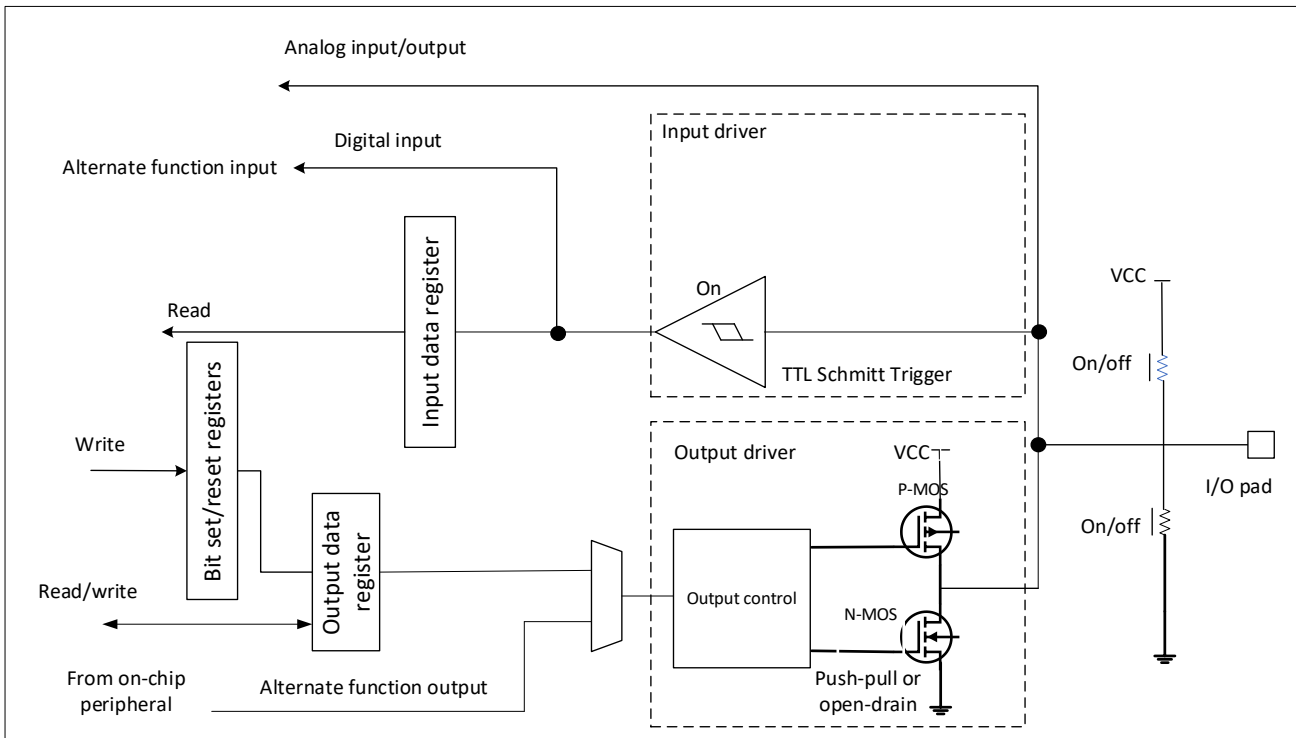 Analog input/output
Input driver
Digital input
Alternate function input
Input data register
On
VCC
Read
TTL Schmitt Trigger
On/off
Bit set/reset registers
Write
Output driver
VCC
I/O pad
P-MOS
On/off
Output data
register
Read/write
Output control
N-MOS
From on-chip
peripheral
Alternate function output
Push-pull or
open-drain